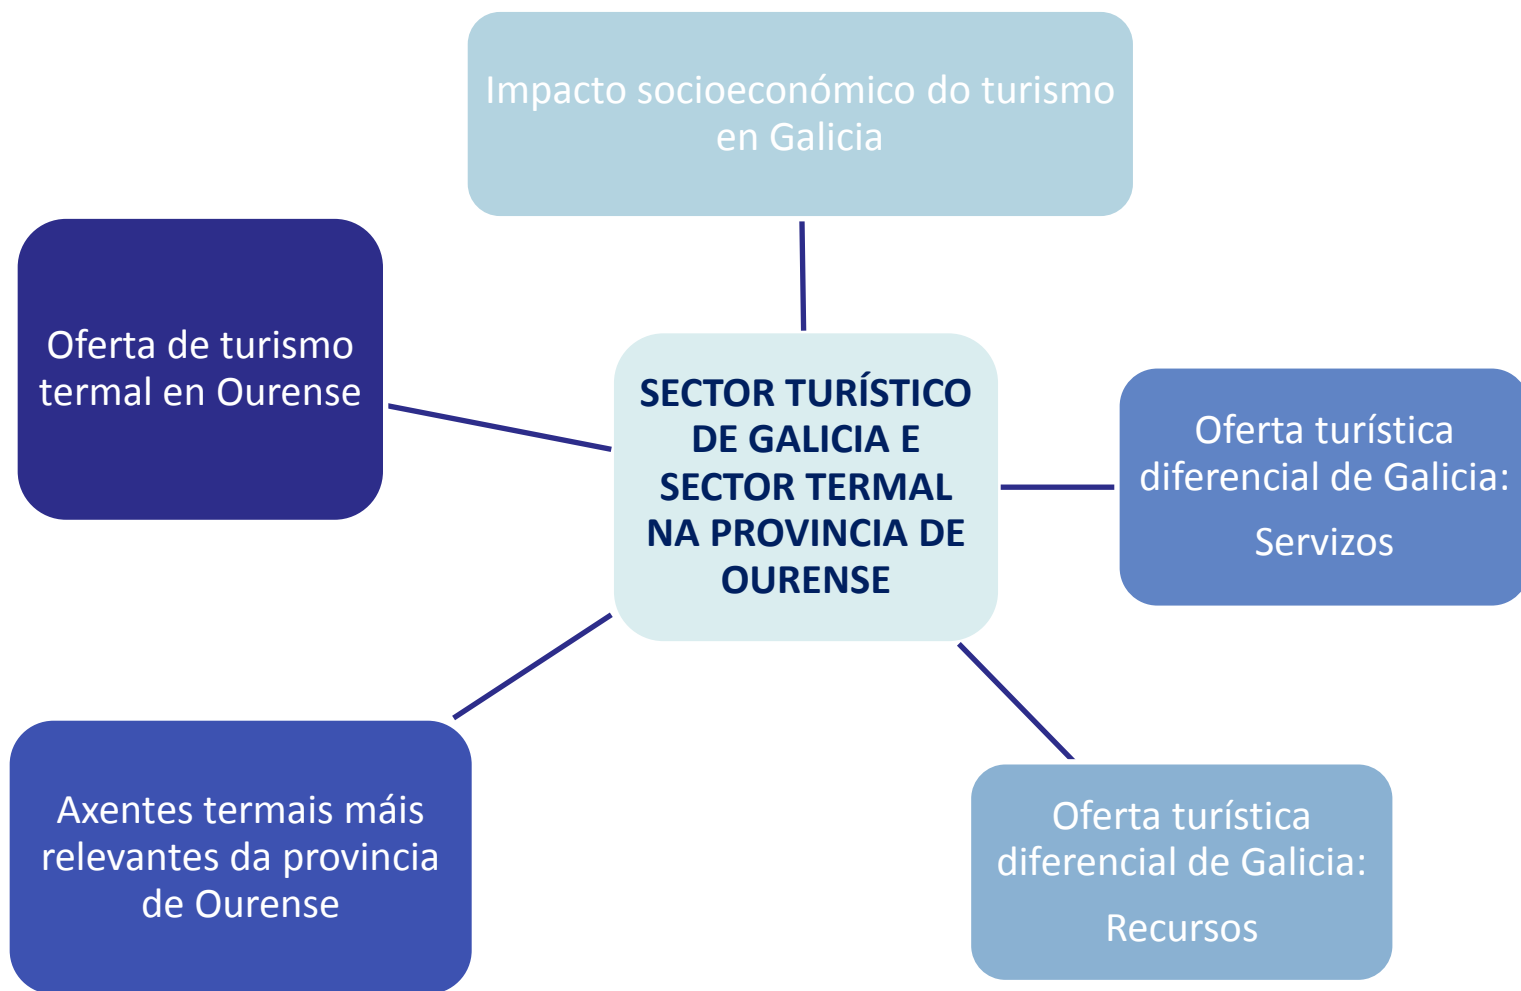 Impacto socioeconómico do turismo
en Galicia
Oferta de turismo
termal en Ourense
SECTOR TURÍSTICO
DE GALICIA E
SECTOR TERMAL
NA PROVINCIA DE
OURENSE
Oferta turística
diferencial de Galicia:
Servizos
Axentes termais máis
relevantes da provincia
de Ourense
Oferta turística
diferencial de Galicia:
Recursos